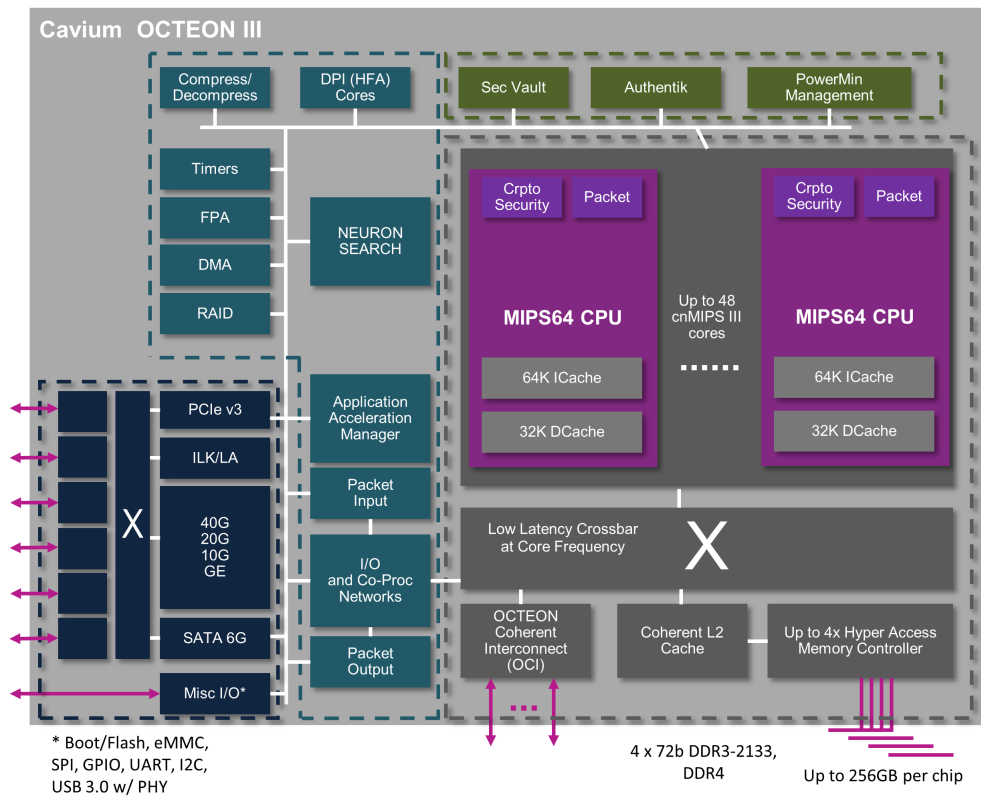 Cavium OCTEON III
Compress/
Decompress
DPI (HFA)
Cores
Sec Vault
Authentik
PowerMin
Management
Timers
FPA
DMA
RAID
NEURON
SEARCH
Crpto
Security
Packet
MIPS64 CPU
64K ICache
32K DCache
Up to 48
cnMIPS III
cores
Crpto
Security
Packet
MIPS64 CPU
64K ICache
32K DCache
X
PCIe v3
ILK/LA
40G
20G
10G
GE
SATA 6G
Misc I/O*
Application
Acceleration
Manager
Packet
Input
I/O
and Co-Proc
Networks
Packet
Output
Low Latency Crossbar
at Core Frequency
X
OCTEON
Coherent
Interconnect
(OCI)
Coherent L2
Cache
Up to 4x Hyper Access
Memory Controller
* Boot/Flash, eMMC,
SPI, GPIO, UART, I2C,
USB 3.0 w/ PHY
4 x 72b DDR3-2133,
DDR4
Up to 256GB per chip